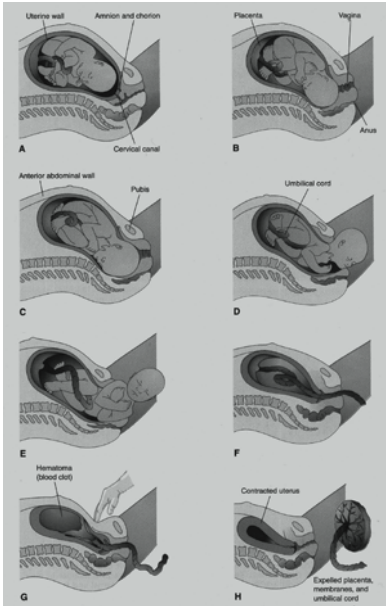 Uterine wall
Amnion and chorion
A
Cervical canal
Placenta
Vagina
B
Anus
Anterior abdominal wall
Pubis
C
Umbilical cord
D
E
F
Hematoma
(blood clot)
G
Contracted uterus
H
Expelled placenta,
membranes, and
umbilical cord